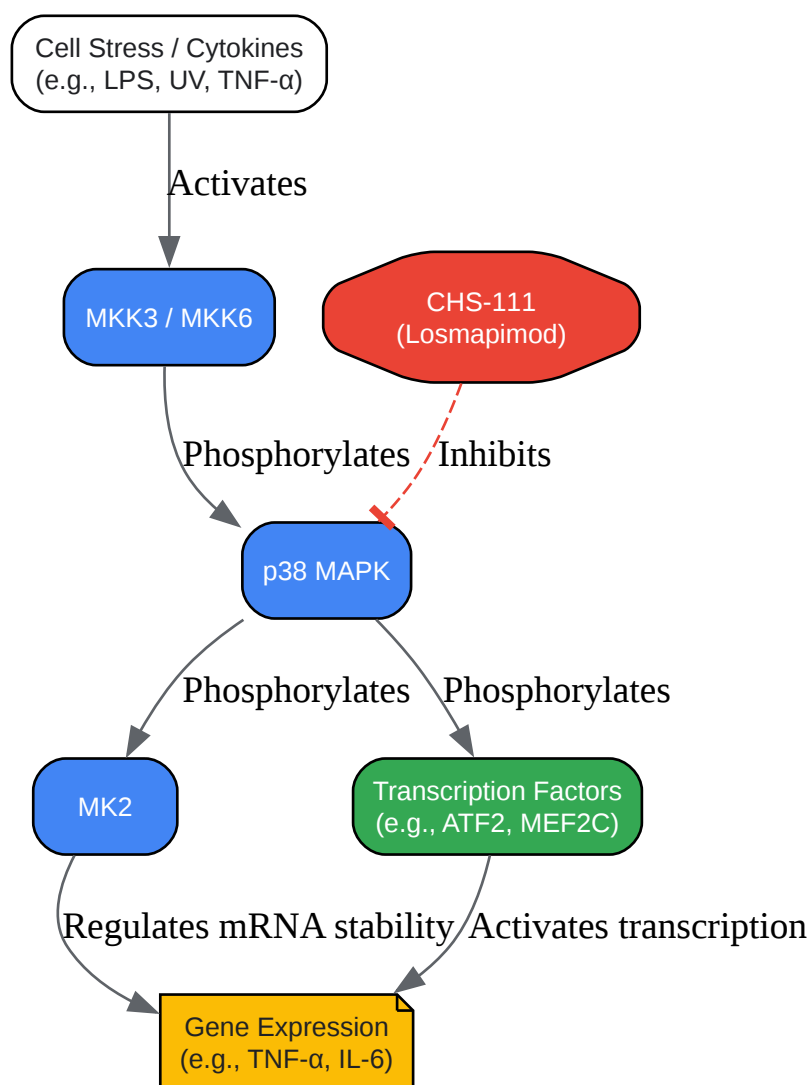 Cell Stress / Cytokines
(e.g., LPS, UV, TNF-α)
Activates
MKK3 / MKK6
CHS-111
(Losmapimod)
Phosphorylates
Inhibits
p38 MAPK
Phosphorylates
Phosphorylates
MK2
Transcription Factors
(e.g., ATF2, MEF2C)
Regulates mRNA stability
Activates transcription
Gene Expression
(e.g., TNF-α, IL-6)